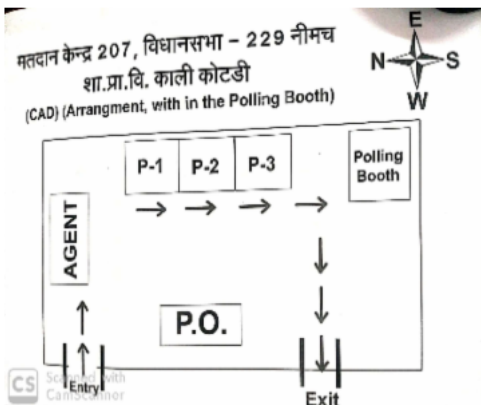 मतदान केन्द्र 207, विधानसभा – 229 नीमच
शा.प्रा.वि. काली कोटडी
(CAD) (Arrangment, with in the Polling Booth)
E
N
S
W
P-1
P-2
P-3
Polling
Booth
AGENT
P.O.
Entry
Exit
CS
Scanned with
CamScanner